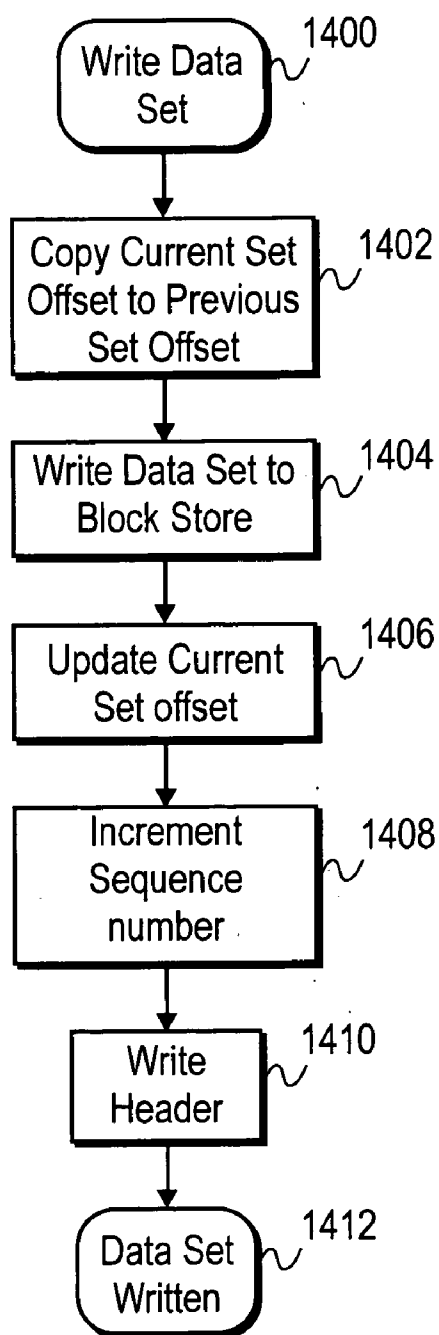 1400
Write Data
Set
1402
Copy Current Set
Offset to Previous
Set Offset
1404
Write Data Set to
Block Store
1406
Update Current
Set offset
1408
Increment
Sequence
number
1410
Write
Header
1412
Data Set
Written